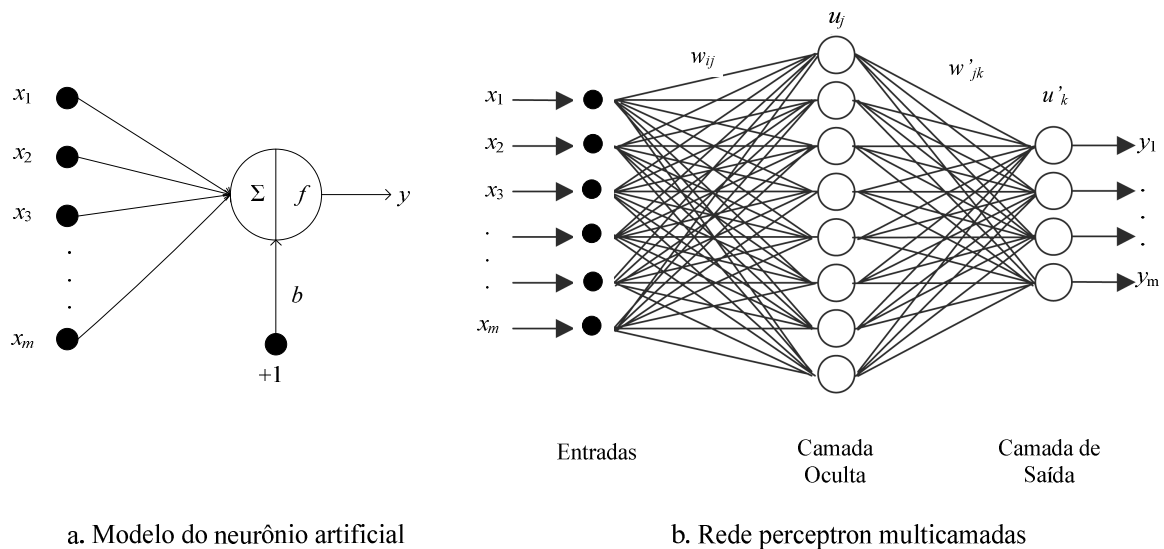 x1
x2
x3
.
.
.
.
xm
Σ f
y
b
+1
a. Modelo do neurônio artificial
uj
wij
w'jk
u'k
x1
x2
x3
.
.
.
xm
y1
.
.
.
ym
Entradas
Camada
Oculta
Camada de
Saída
b. Rede perceptron multicamadas